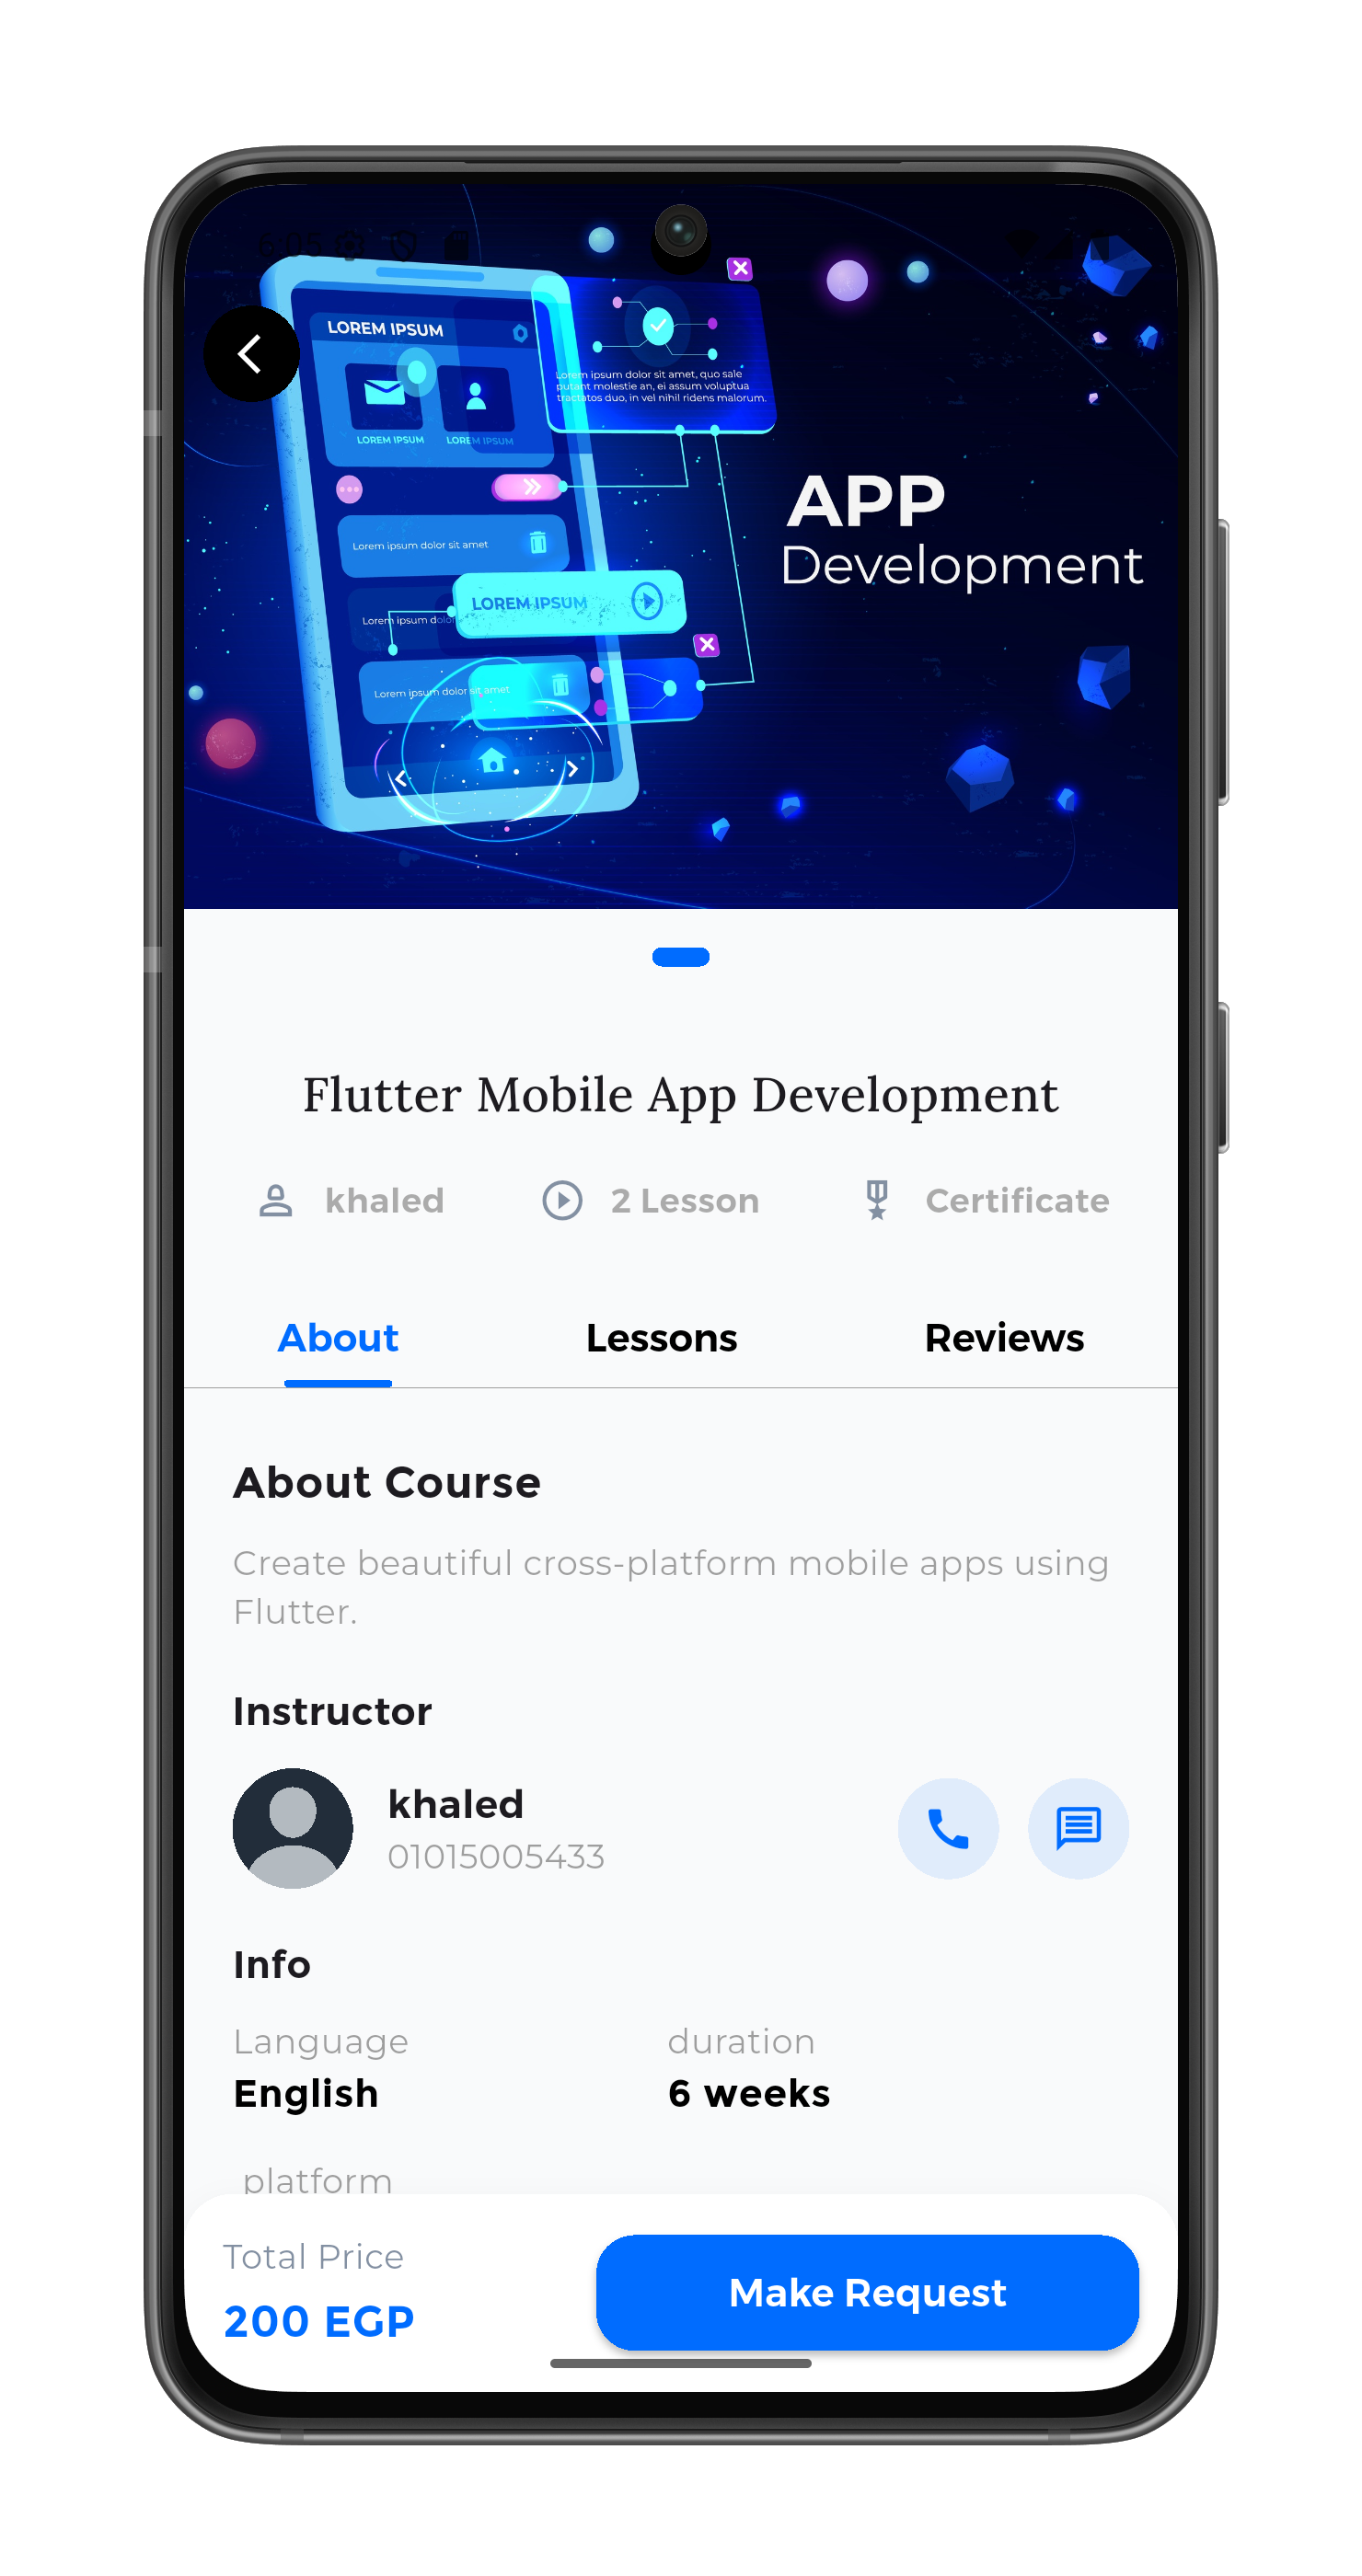 6:05
LOREM IPSUM
LOREM IPSUM
LOREM IPSUM
Lorem ipsum dolor sit amet, quo sale
putant molestie an, ei assum voluptua
tractatos duo, in vel nihil ridens malorum.
APP
Development
Lorem ipsum dolor sit amet
LOREM IPSUM
Lorem ipsum dolor
Lorem ipsum dolor sit amet
Flutter Mobile App Development
khaled
2 Lesson
Certificate
About
Lessons
Reviews
About Course
Create beautiful cross-platform mobile apps using
Flutter.
Instructor
khaled
01015005433
Info
Language
duration
English
6 weeks
platform
Total Price
200 EGP
Make Request